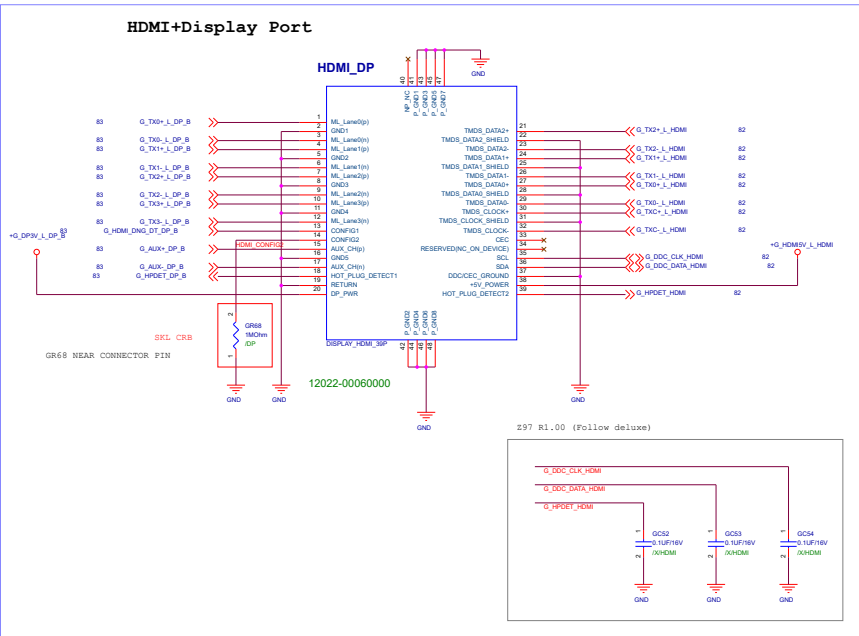 HDMI+Display Port
HDMI_DP
GND
40 41 43 45 47
NP_NC P_GND1 P_GND3 P_GND5 P_GND7
83 G_TX0+_L_DP_B 1 ML_Lane0(p)
2 GND1
83 G_TX0-_L_DP_B 3 ML_Lane0(n)
83 G_TX1+_L_DP_B 4 ML_Lane1(p)
5 GND2
83 G_TX1-_L_DP_B 6 ML_Lane1(n)
83 G_TX2+_L_DP_B 7 ML_Lane2(p)
8 GND3
83 G_TX2-_L_DP_B 9 ML_Lane2(n)
83 G_TX3+_L_DP_B 10 ML_Lane3(p)
11 GND4
83 G_TX3-_L_DP_B 12 ML_Lane3(n)
83 G_HDMI_DNG_DT_DP_B 13 CONFIG1
+G_DP3V_L_DP_B
HDMI_CONFIG2 14 CONFIG2
83 G_AUX+_DP_B 15 AUX_CH(p)
16 GND5
83 G_AUX-_DP_B 17 AUX_CH(n)
83 G_HPDET_DP_B 18 HOT_PLUG_DETECT1
19 RETURN
20 DP_PWR
TMDS_DATA2+ 21 G_TX2+_L_HDMI 82
TMDS_DATA2_SHIELD 22
TMDS_DATA2- 23 G_TX2-_L_HDMI 82
TMDS_DATA1+ 24 G_TX1+_L_HDMI 82
TMDS_DATA1_SHIELD 25
TMDS_DATA1- 26 G_TX1-_L_HDMI 82
TMDS_DATA0+ 27 G_TX0+_L_HDMI 82
TMDS_DATA0_SHIELD 28
TMDS_DATA0- 29 G_TX0-_L_HDMI 82
TMDS_CLOCK+ 30 G_TXC+_L_HDMI 82
TMDS_CLOCK_SHIELD 31
TMDS_CLOCK- 32 G_TXC-_L_HDMI 82
CEC 33
RESERVED(NC_ON_DEVICE) 34
+G_HDMI5V_L_HDMI
SCL 35 G_DDC_CLK_HDMI 82
SDA 36 G_DDC_DATA_HDMI 82
DDC/CEC_GROUND 37
+5V_POWER 38
HOT_PLUG_DETECT2 39 G_HPDET_HDMI 82
P_GND2 P_GND4 P_GND6 P_GND8
42 44 46 48
DISPLAY_HDMI_39P
2
GR68
1MOhm
/DP
1
SKL CRB
GR68 NEAR CONNECTOR PIN
12022-00060000
GND
GND
GND
GND
Z97 R1.00 (Follow deluxe)
G_DDC_CLK_HDMI
G_DDC_DATA_HDMI
G_HPDET_HDMI
1 GC52 1 GC53 1 GC54
0.1UF/16V 0.1UF/16V 0.1UF/16V
2 /X/HDMI 2 /X/HDMI 2 /X/HDMI
GND GND GND